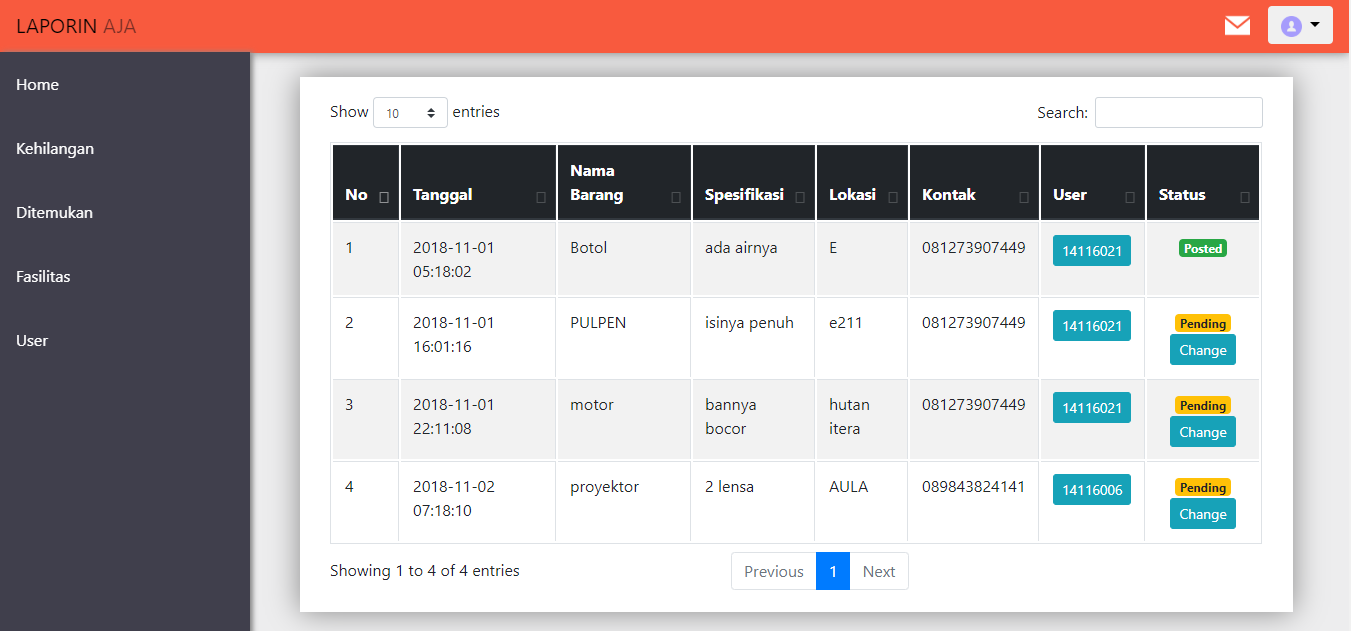 LAPORIN AJA
Home
Kehilangan
Ditemukan
Fasilitas
User
Show 10 entries
Search:
No Tanggal Nama Barang Spesifikasi Lokasi Kontak User Status
1 2018-11-01 05:18:02 Botol ada airnya E 081273907449 14116021 Posted
2 2018-11-01 16:01:16 PULPEN isinya penuh e211 081273907449 14116021 Pending Change
3 2018-11-01 22:11:08 motor bannya bocor hutan itera 081273907449 14116021 Pending Change
4 2018-11-02 07:18:10 proyektor 2 lensa AULA 089843824141 14116006 Pending Change
Showing 1 to 4 of 4 entries
Previous 1 Next